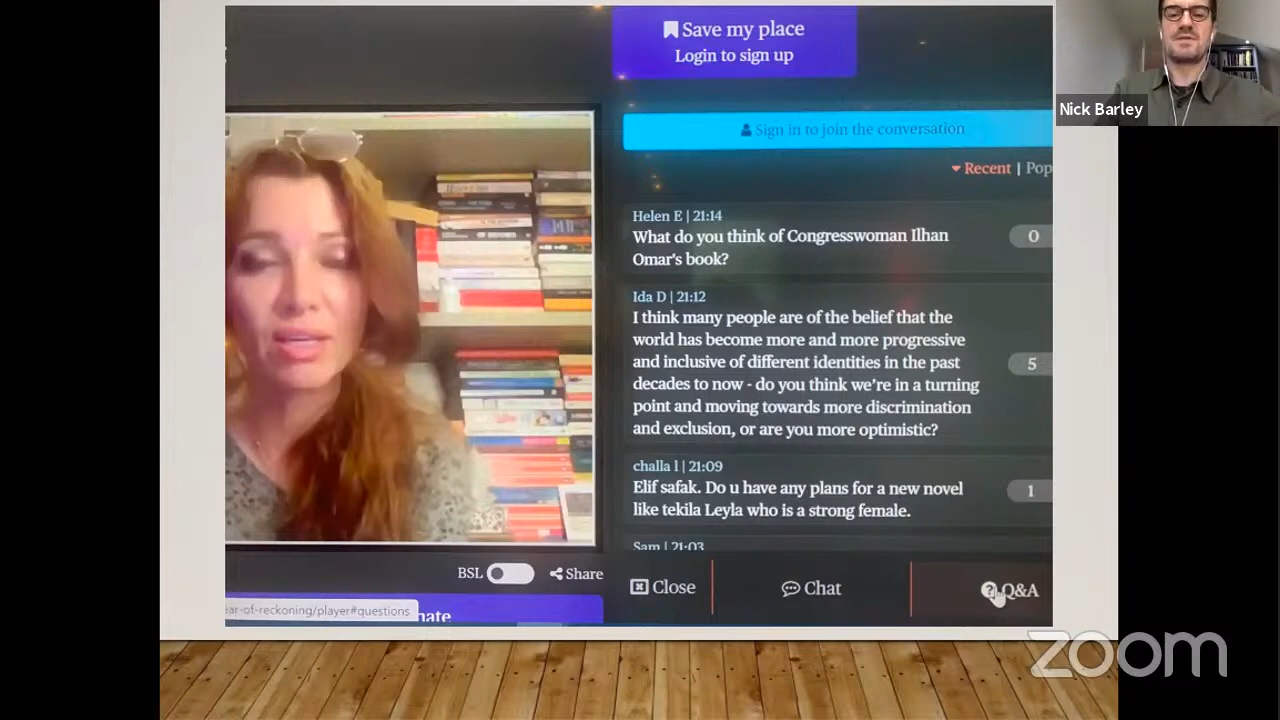 Save my place
Login to sign up
Sign in to join the conversation
Recent | Pop
Helen E | 21:14
What do you think of Congresswoman Ilhan
Omar's book?
0
Ida D | 21:12
I think many people are of the belief that the
world has become more and more progressive
and inclusive of different identities in the past
decades to now - do you think we're in a turning
point and moving towards more discrimination
and exclusion, or are you more optimistic?
5
challa l | 21:09
Elif safak. Do u have any plans for a new novel
like tekila Leyla who is a strong female.
1
Sam | 21:03
BSL
Share
Close
Chat
Q&A
ear-of-reckoning/player#questions
nate
Nick Barley
zoom